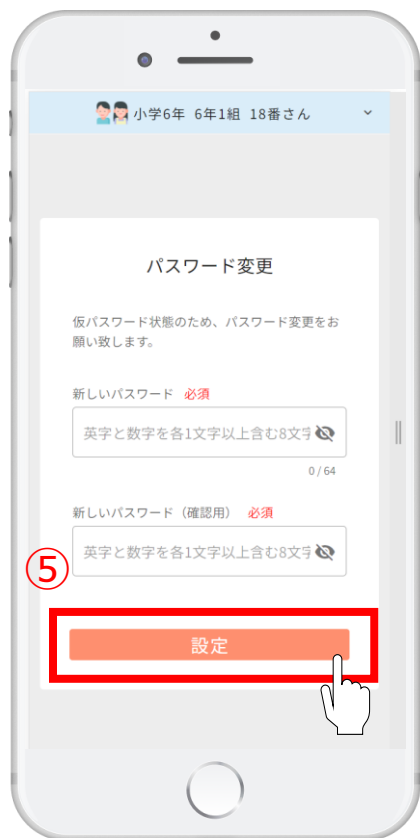 小学6年 6年1組 18番さん
パスワード変更
仮パスワード状態のため、パスワード変更をお
願い致します。
新しいパスワード 必須
英字と数字を各1文字以上含む8文字
0 / 64
新しいパスワード（確認用） 必須
英字と数字を各1文字以上含む8文字
⑤
設定